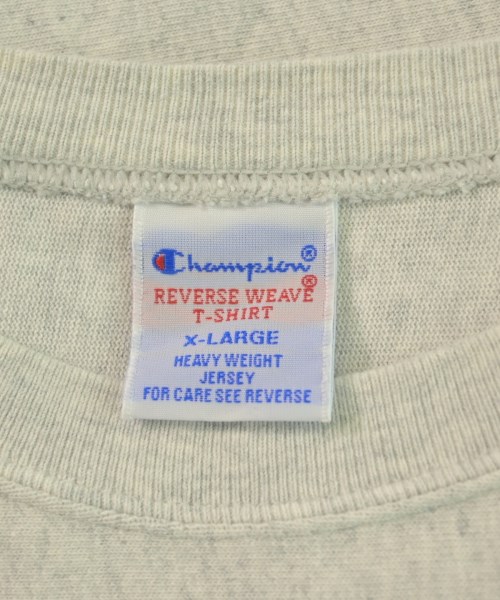 Champion®
REVERSE WEAVE®
T-SHIRT
X-LARGE
HEAVY WEIGHT
JERSEY
FOR CARE SEE REVERSE